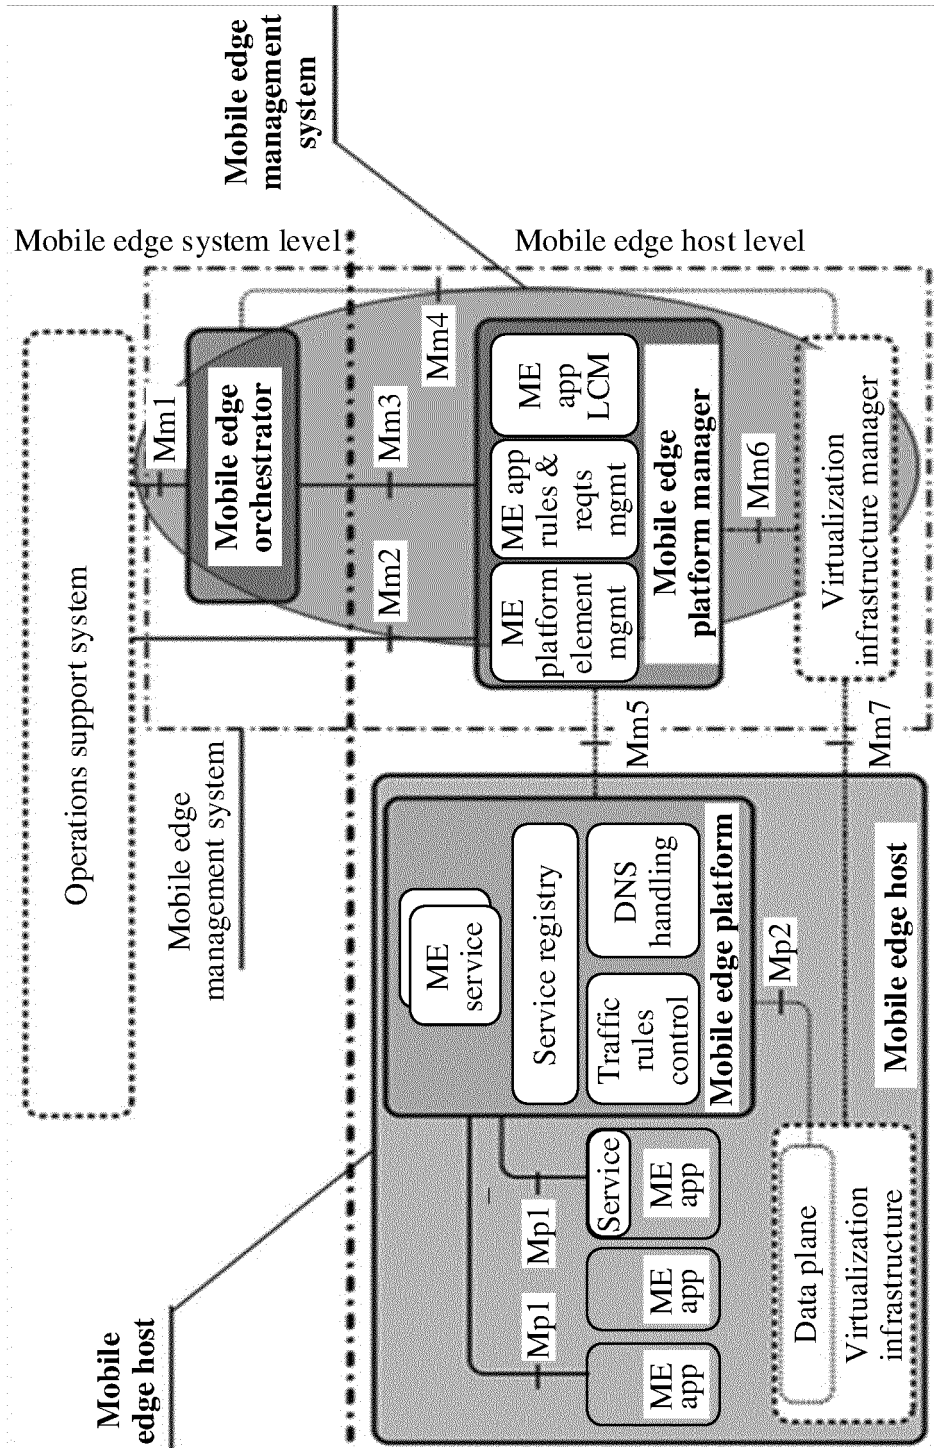 Mobile edge
management
system
Mobile edge system level
Mobile edge host level
Operations support system
Mm1
Mobile edge
orchestrator
Mm4
Mm3
Mm2
ME
app
LCM
ME app
rules &
reqts
mgmt
ME
platform
element
mgmt
Mobile edge
platform manager
Mm6
Virtualization
infrastructure manager
Mobile edge
management system
Mm5
Mm7
ME
service
Service registry
DNS
handling
Traffic
rules
control
Mobile edge platform
Mp2
Mobile edge host
Mobile
edge host
Mp1
Mp1
Service
ME
app
ME
app
ME
app
Data plane
Virtualization
infrastructure